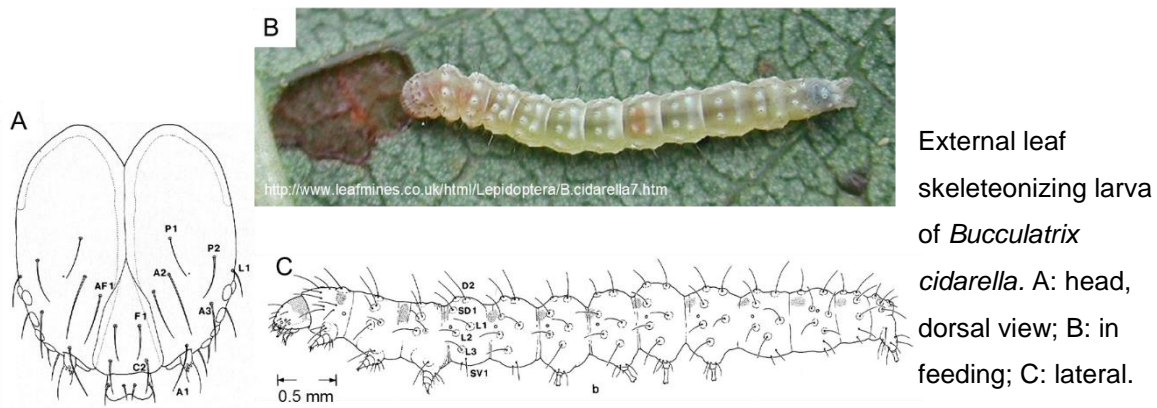 B
http://www.leafmines.co.uk/html/Lepidoptera/B.cidarella7.htm
A
P1
P2
L1
A2
AF1
A3
F1
C2
A1
C
D2
SD1
L1
L2
L3
SV1
b
0.5 mm
External leaf
skeleteonizing larva
of Bucculatrix
cidarella. A: head,
dorsal view; B: in
feeding; C: lateral.